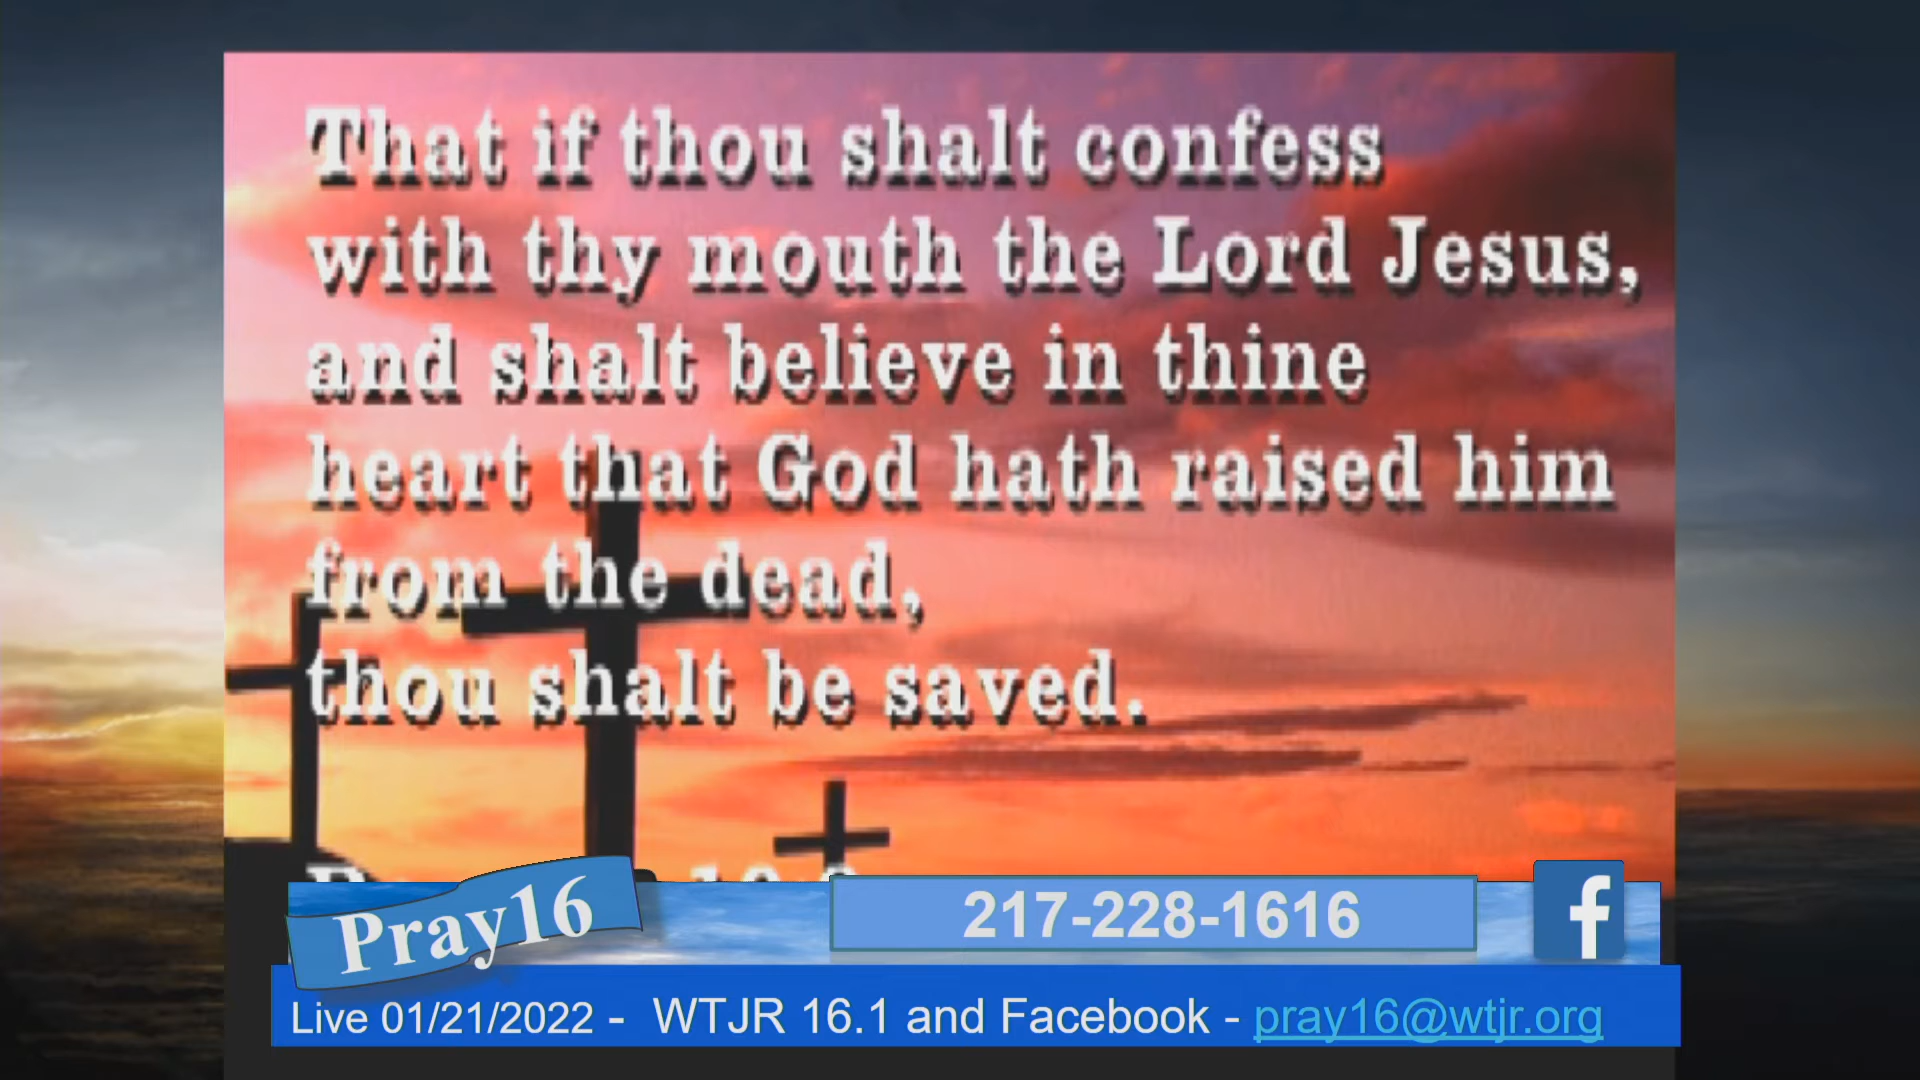 That if thou shalt confess
with thy mouth the Lord Jesus,
and shalt believe in thine
heart that God hath raised him
from the dead,
thou shalt be saved.
Pray16
217-228-1616
f
Live 01/21/2022 - WTJR 16.1 and Facebook - pray16@wtjr.org